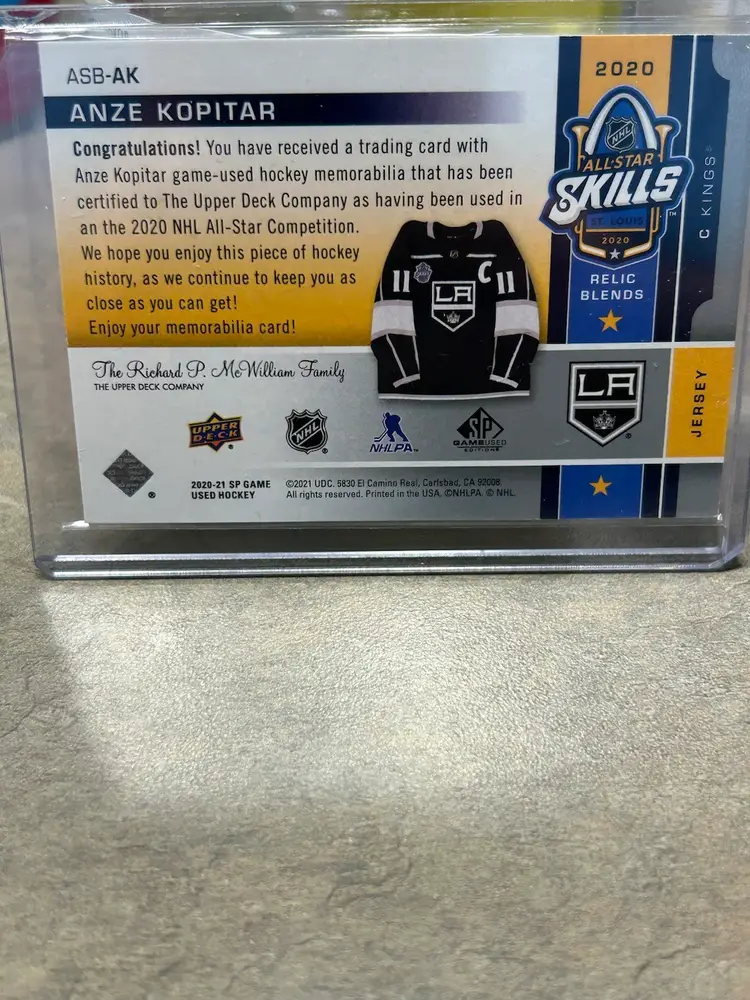 ASB-AK
ANZE KOPITAR
Congratulations! You have received a trading card with
Anze Kopitar game-used hockey memorabilia that has been
certified to The Upper Deck Company as having been used in
an the 2020 NHL All-Star Competition.
We hope you enjoy this piece of hockey
history, as we continue to keep you as
close as you can get!
Enjoy your memorabilia card!
The Richard P. McWilliam Family
THE UPPER DECK COMPANY
11 C 11
LA
2020
NHL
ALL-STAR
SKILLS™
ST. LOUIS
2020
RELIC
BLENDS
C KINGS®
LA
JERSEY
UPPER
DECK
®
NHL
®
NHLPA™
SP
GAMEUSED
EDITION®
®
2020-21 SP GAME
USED HOCKEY
©2021 UDC. 5830 El Camino Real, Carlsbad, CA 92008.
All rights reserved. Printed in the USA. ©NHLPA. © NHL.